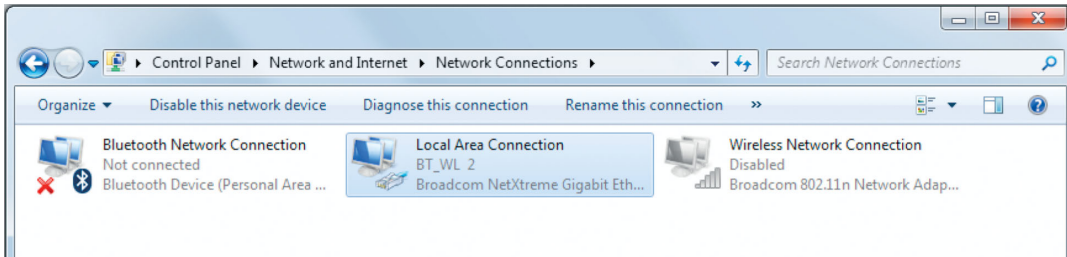 Control Panel ▸ Network and Internet ▸ Network Connections ▸ Search Network Connections
Organize ▾ Disable this network device Diagnose this connection Rename this connection »
Bluetooth Network Connection
Not connected
Bluetooth Device (Personal Area ...
Local Area Connection
BT_WL 2
Broadcom NetXtreme Gigabit Eth...
Wireless Network Connection
Disabled
Broadcom 802.11n Network Adap...